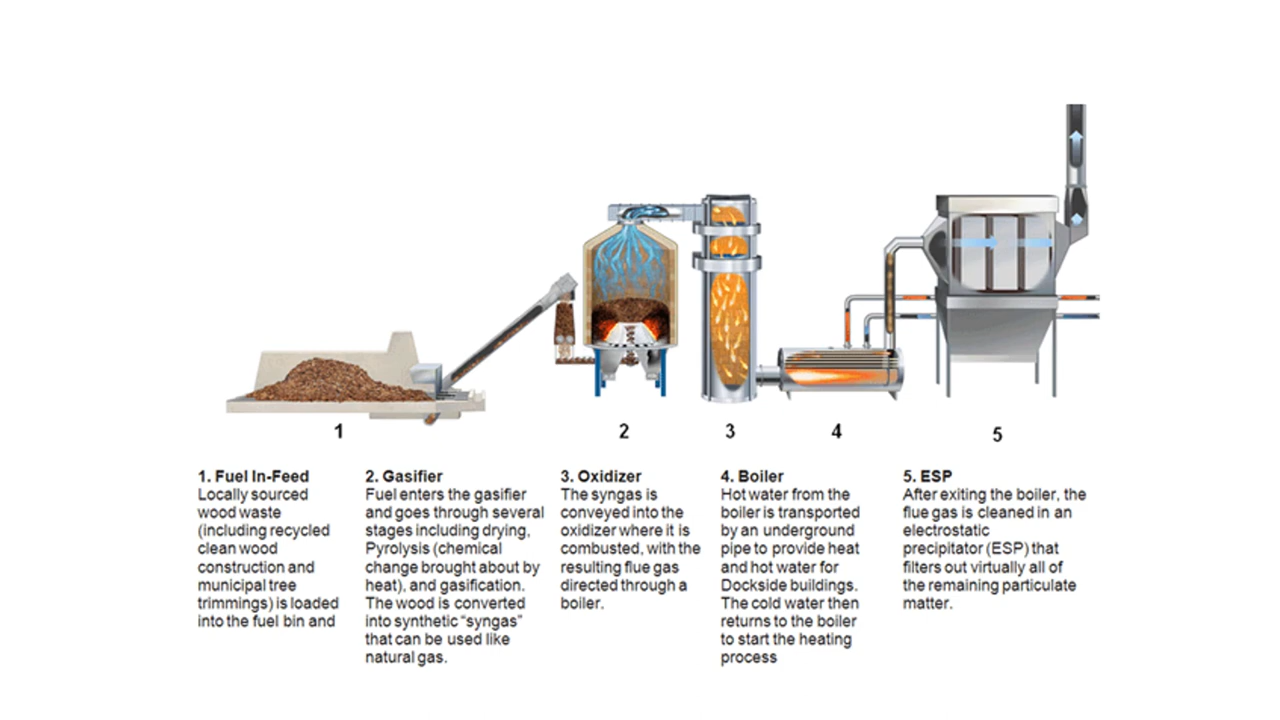 1
2
3
4
5
1. Fuel In-Feed
Locally sourced
wood waste
(including recycled
clean wood
construction and
municipal tree
trimmings) is loaded
into the fuel bin and
2. Gasifier
Fuel enters the gasifier
and goes through several
stages including drying,
Pyrolysis (chemical
change brought about by
heat), and gasification.
The wood is converted
into synthetic “syngas”
that can be used like
natural gas.
3. Oxidizer
The syngas is
conveyed into the
oxidizer where it is
combusted, with the
resulting flue gas
directed through a
boiler.
4. Boiler
Hot water from the
boiler is transported
by an underground
pipe to provide heat
and hot water for
Dockside buildings.
The cold water then
returns to the boiler
to start the heating
process
5. ESP
After exiting the boiler, the
flue gas is cleaned in an
electrostatic
precipitator (ESP) that
filters out virtually all of
the remaining particulate
matter.